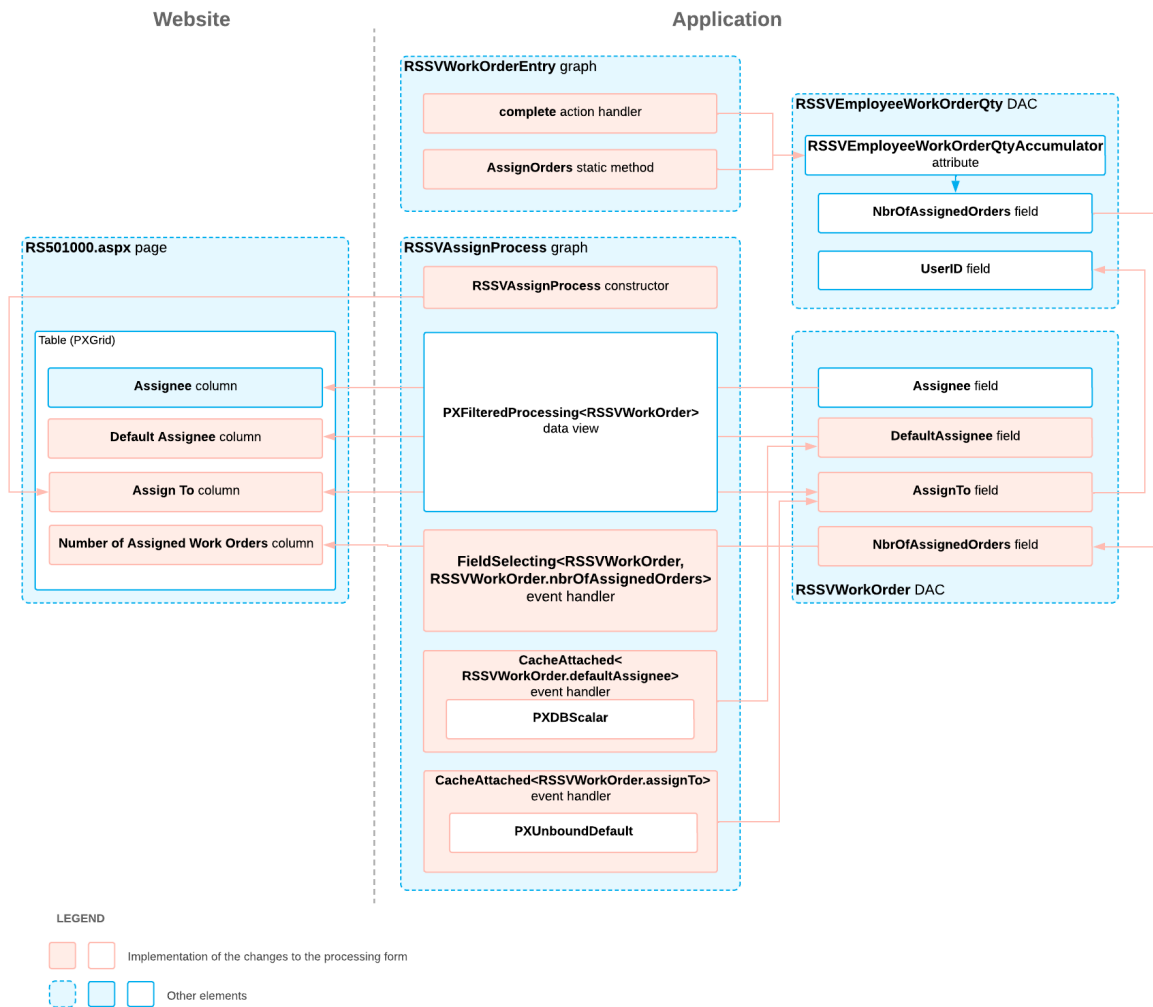 Website
Application
RSSVWorkOrderEntry graph
complete action handler
AssignOrders static method
RSSVEmployeeWorkOrderQty DAC
RSSVEmployeeWorkOrderQtyAccumulator
attribute
NbrOfAssignedOrders field
UserID field
RS501000.aspx page
Table (PXGrid)
Assignee column
Default Assignee column
Assign To column
Number of Assigned Work Orders column
RSSVAssignProcess graph
RSSVAssignProcess constructor
PXFilteredProcessing<RSSVWorkOrder>
data view
FieldSelecting<RSSVWorkOrder,
RSSVWorkOrder.nbrOfAssignedOrders>
event handler
CacheAttached<
RSSVWorkOrder.defaultAssignee>
event handler
PXDBScalar
CacheAttached<RSSVWorkOrder.assignTo>
event handler
PXUnboundDefault
Assignee field
DefaultAssignee field
AssignTo field
NbrOfAssignedOrders field
RSSVWorkOrder DAC
LEGEND
Implementation of the changes to the processing form
Other elements